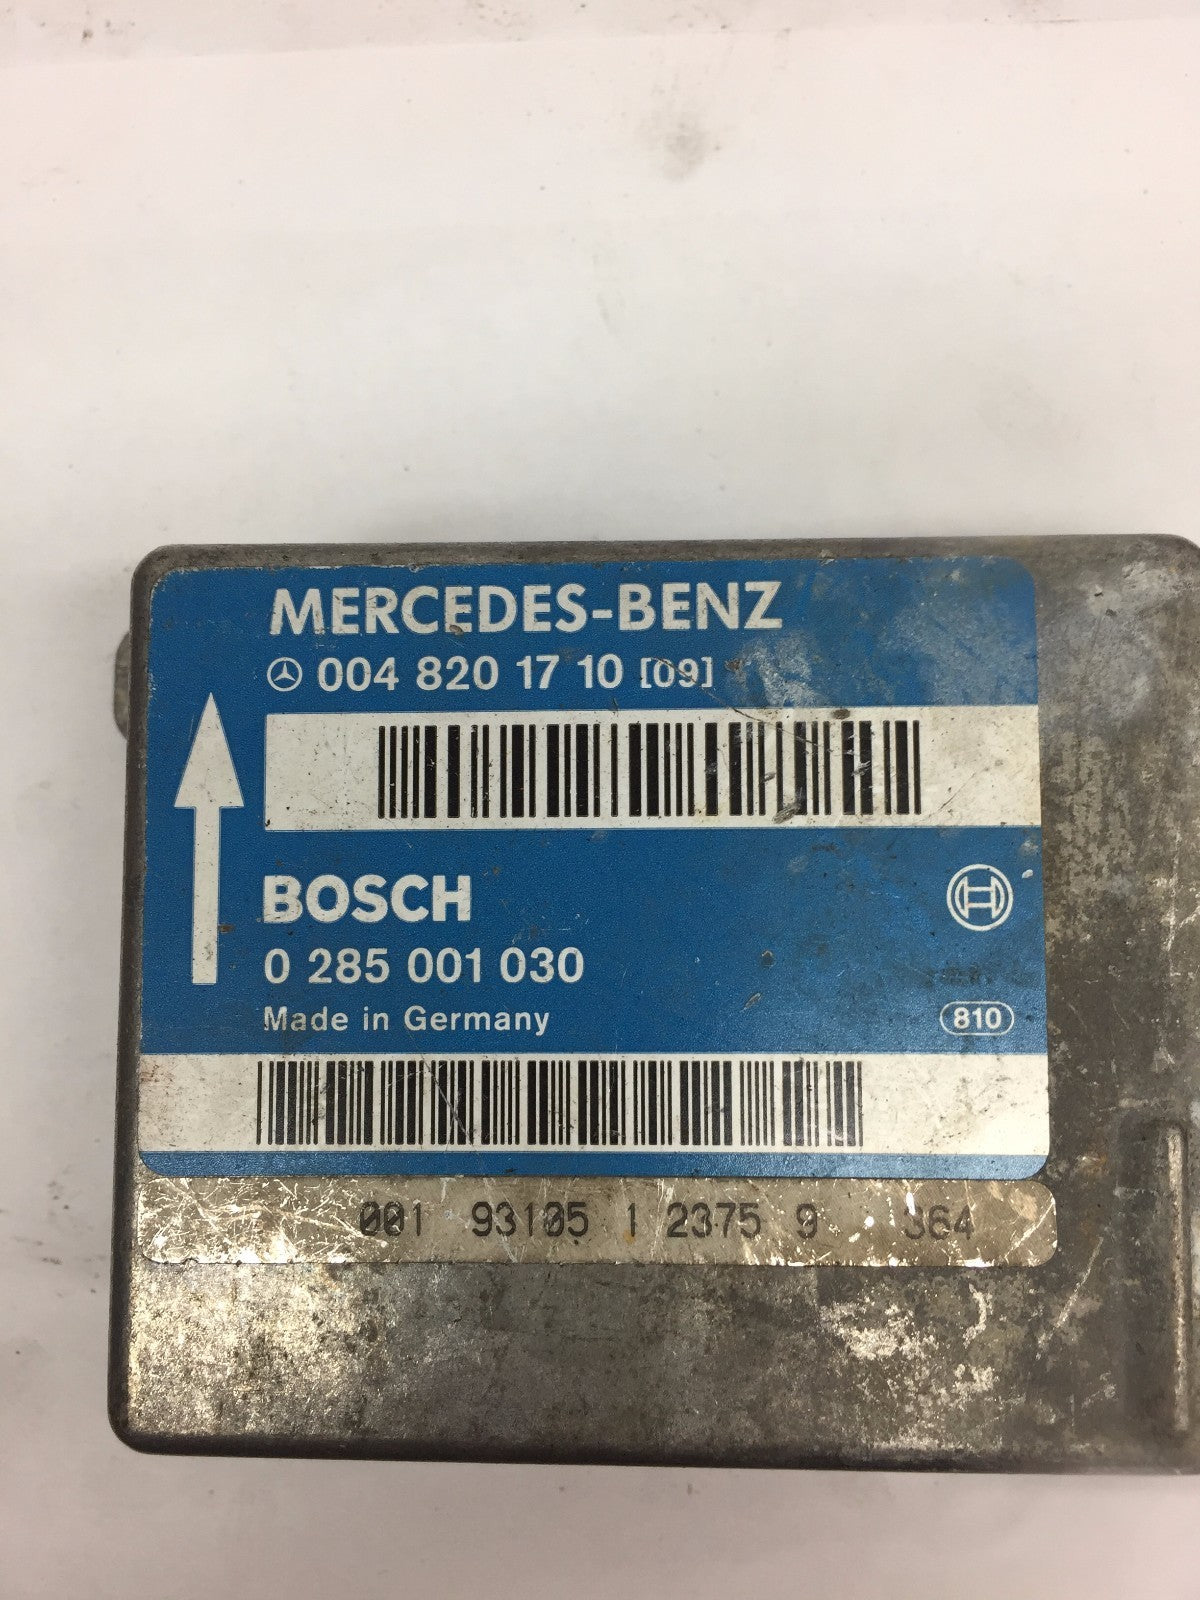 MERCEDES-BENZ
004 820 17 10 [09]
BOSCH
0 285 001 030
Made in Germany
810
001 93105 1 2375 9 364